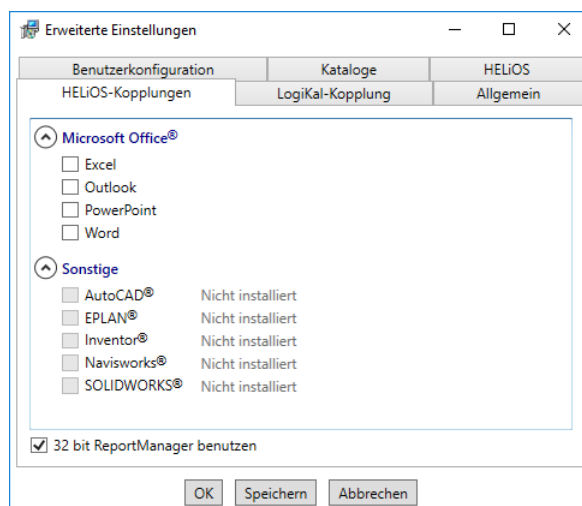 Erweiterte Einstellungen
Benutzerkonfiguration Kataloge HELiOS
HELiOS-Kopplungen LogiKal-Kopplung Allgemein
Microsoft Office®
Excel
Outlook
PowerPoint
Word
Sonstige
AutoCAD® Nicht installiert
EPLAN® Nicht installiert
Inventor® Nicht installiert
Navisworks® Nicht installiert
SOLIDWORKS® Nicht installiert
32 bit ReportManager benutzen
OK Speichern Abbrechen